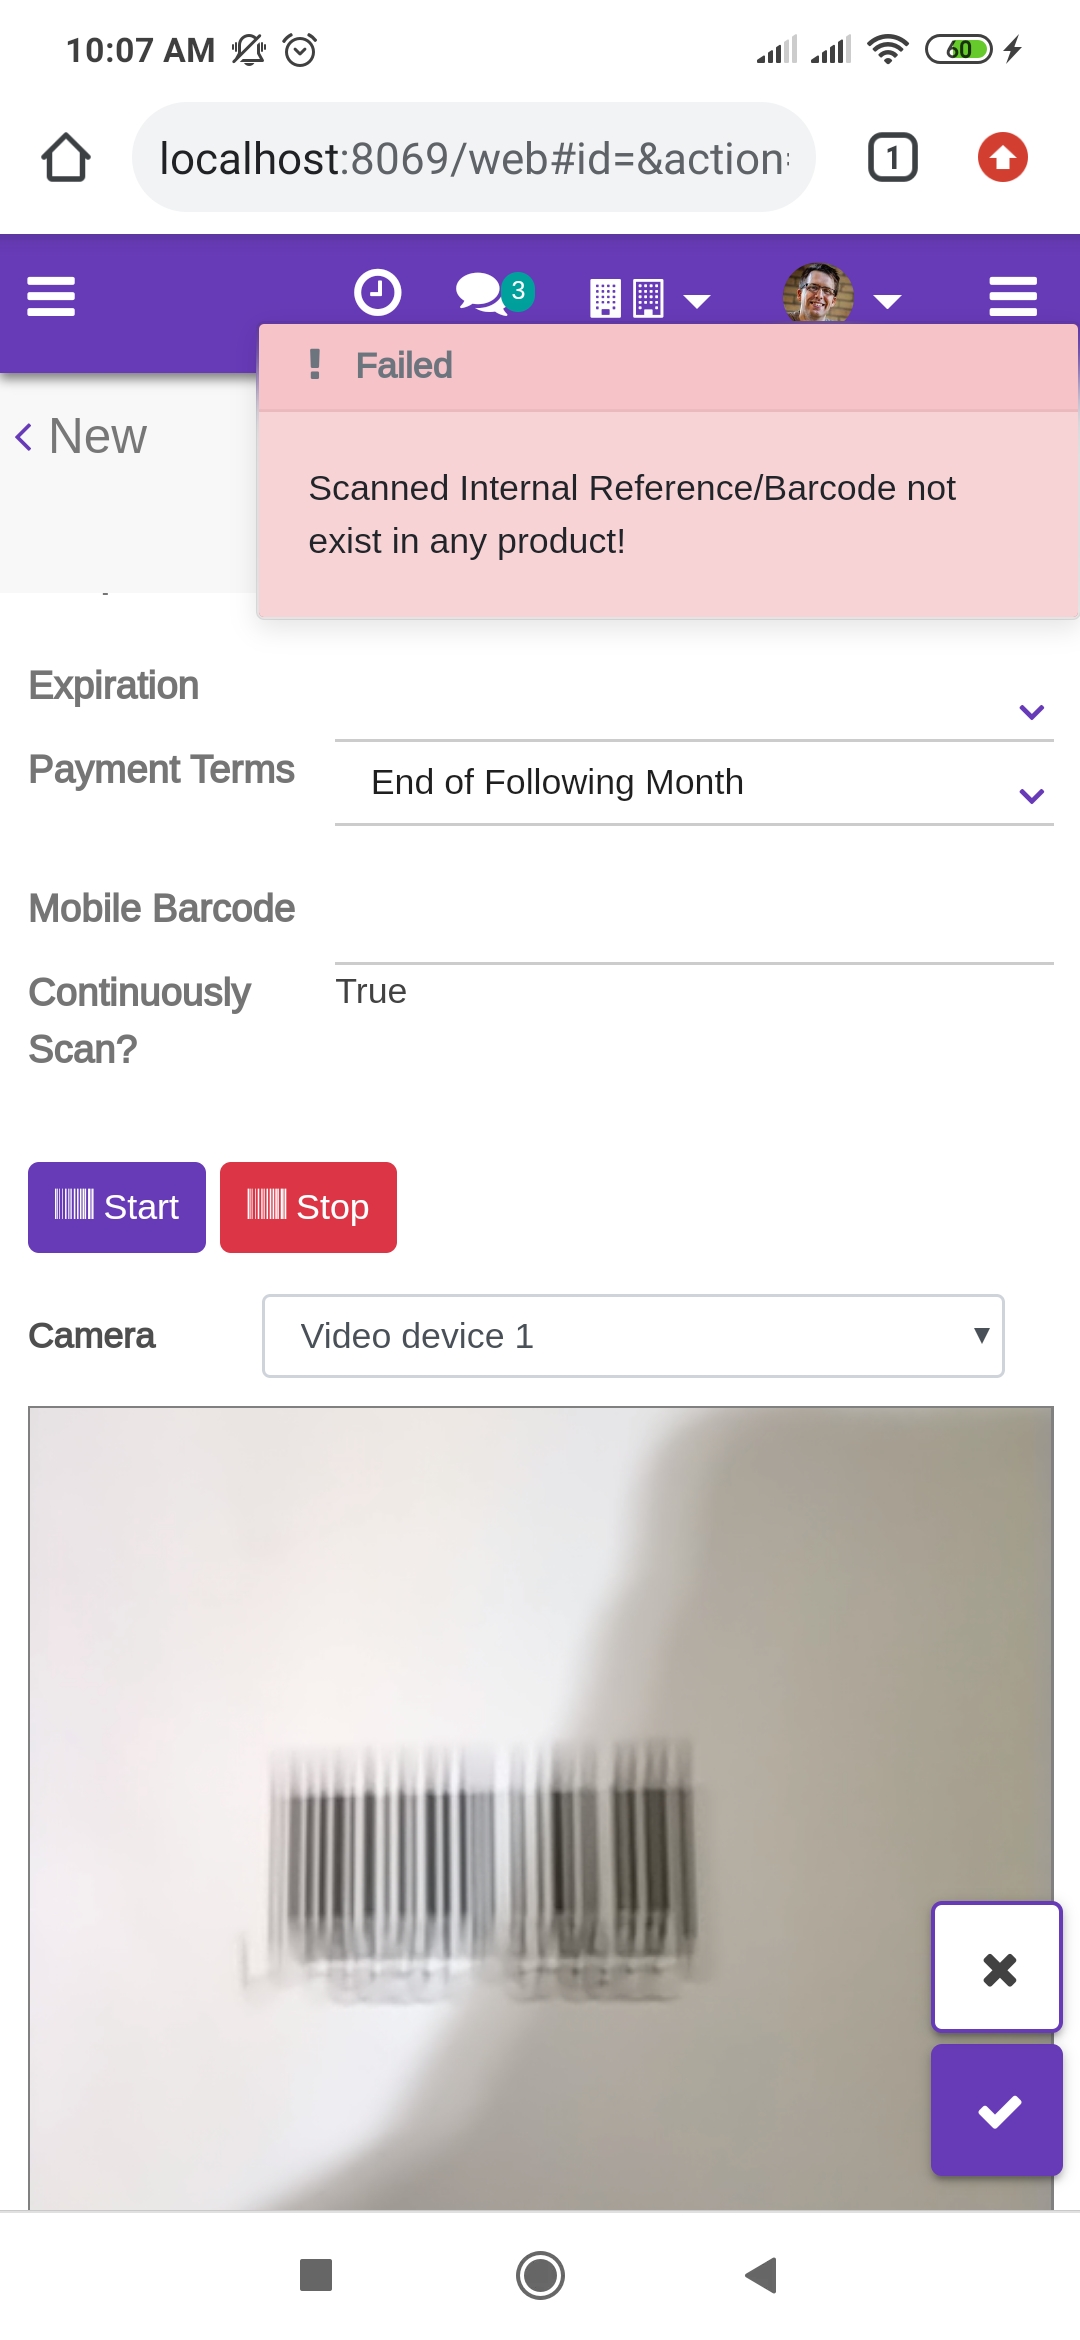 10:07 AM
60
localhost:8069/web#id=&action
1
3
Failed
Scanned Internal Reference/Barcode not
exist in any product!
New
Expiration
Payment Terms
End of Following Month
Mobile Barcode
Continuously
Scan?
True
Start
Stop
Camera
Video device 1